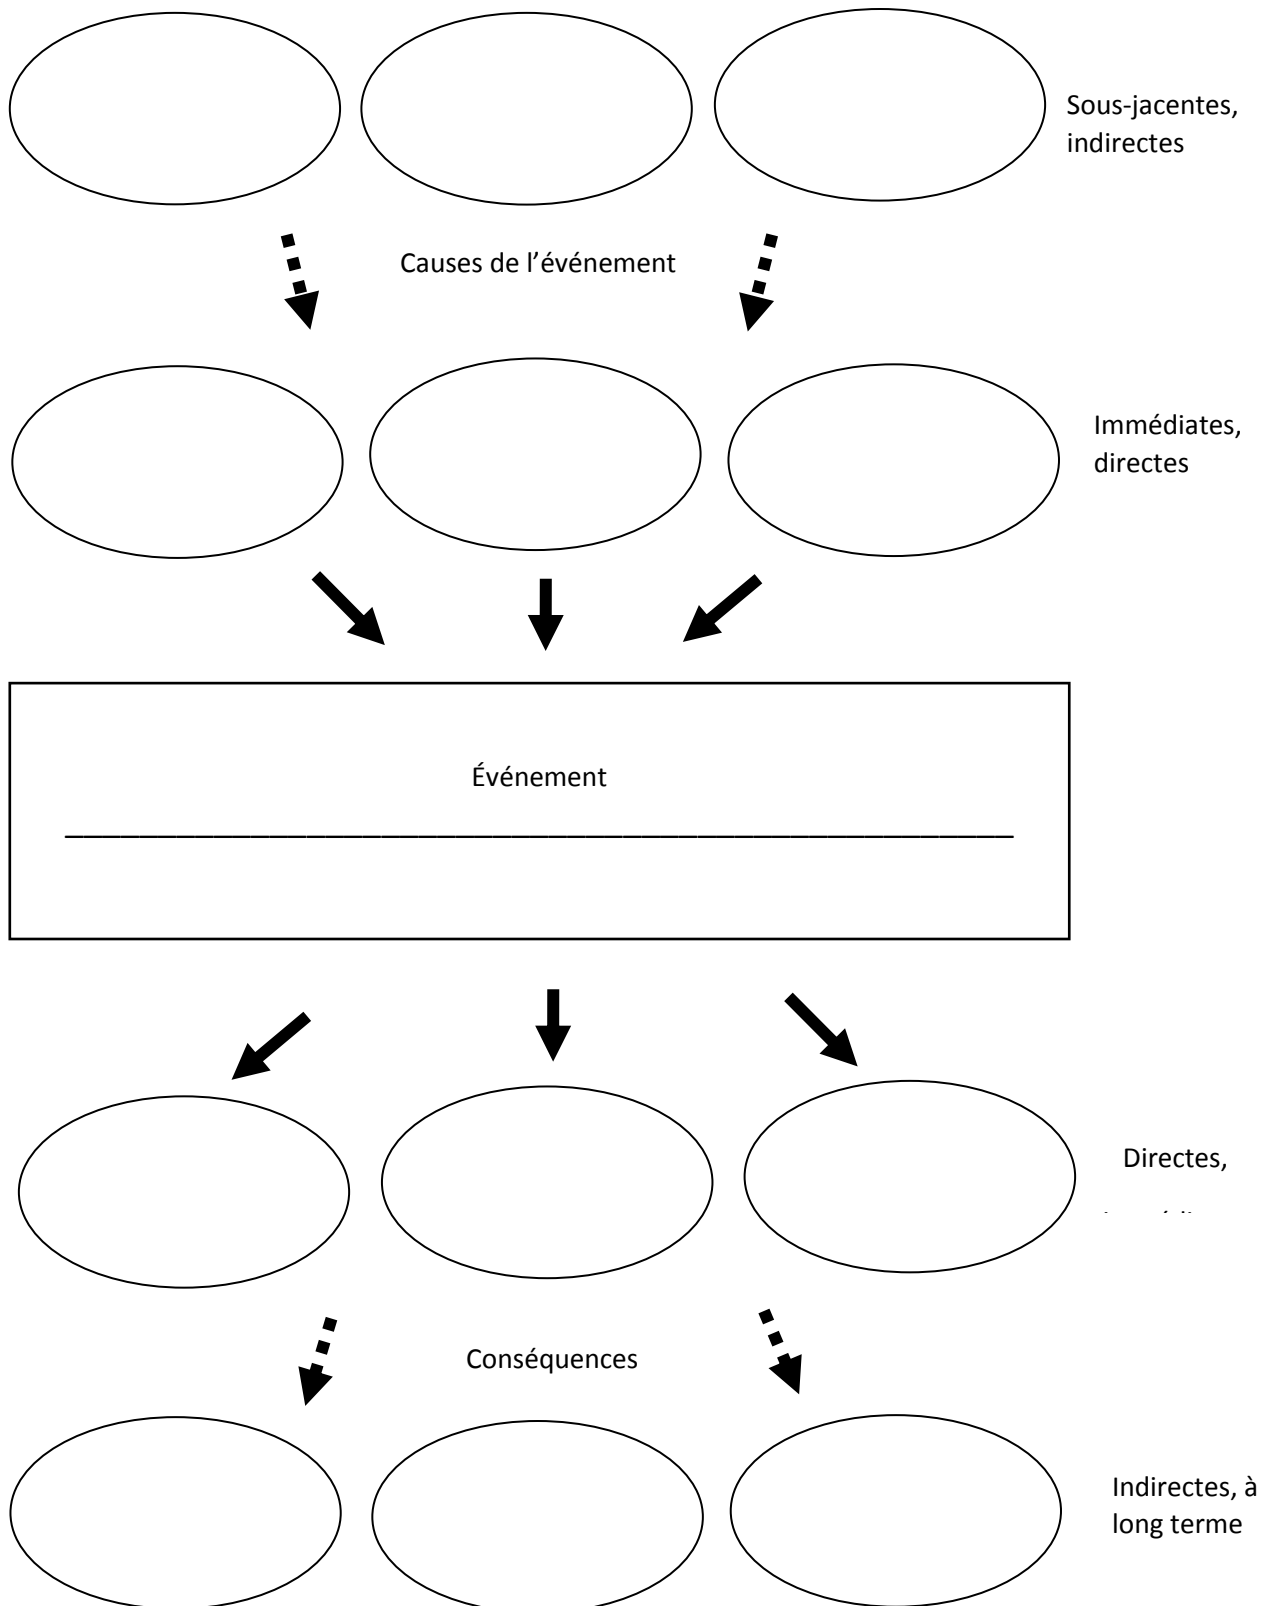 Sous-jacentes,
indirectes
Causes de l’événement
Immédiates,
directes
Événement
Directes,
Conséquences
Indirectes, à
long terme